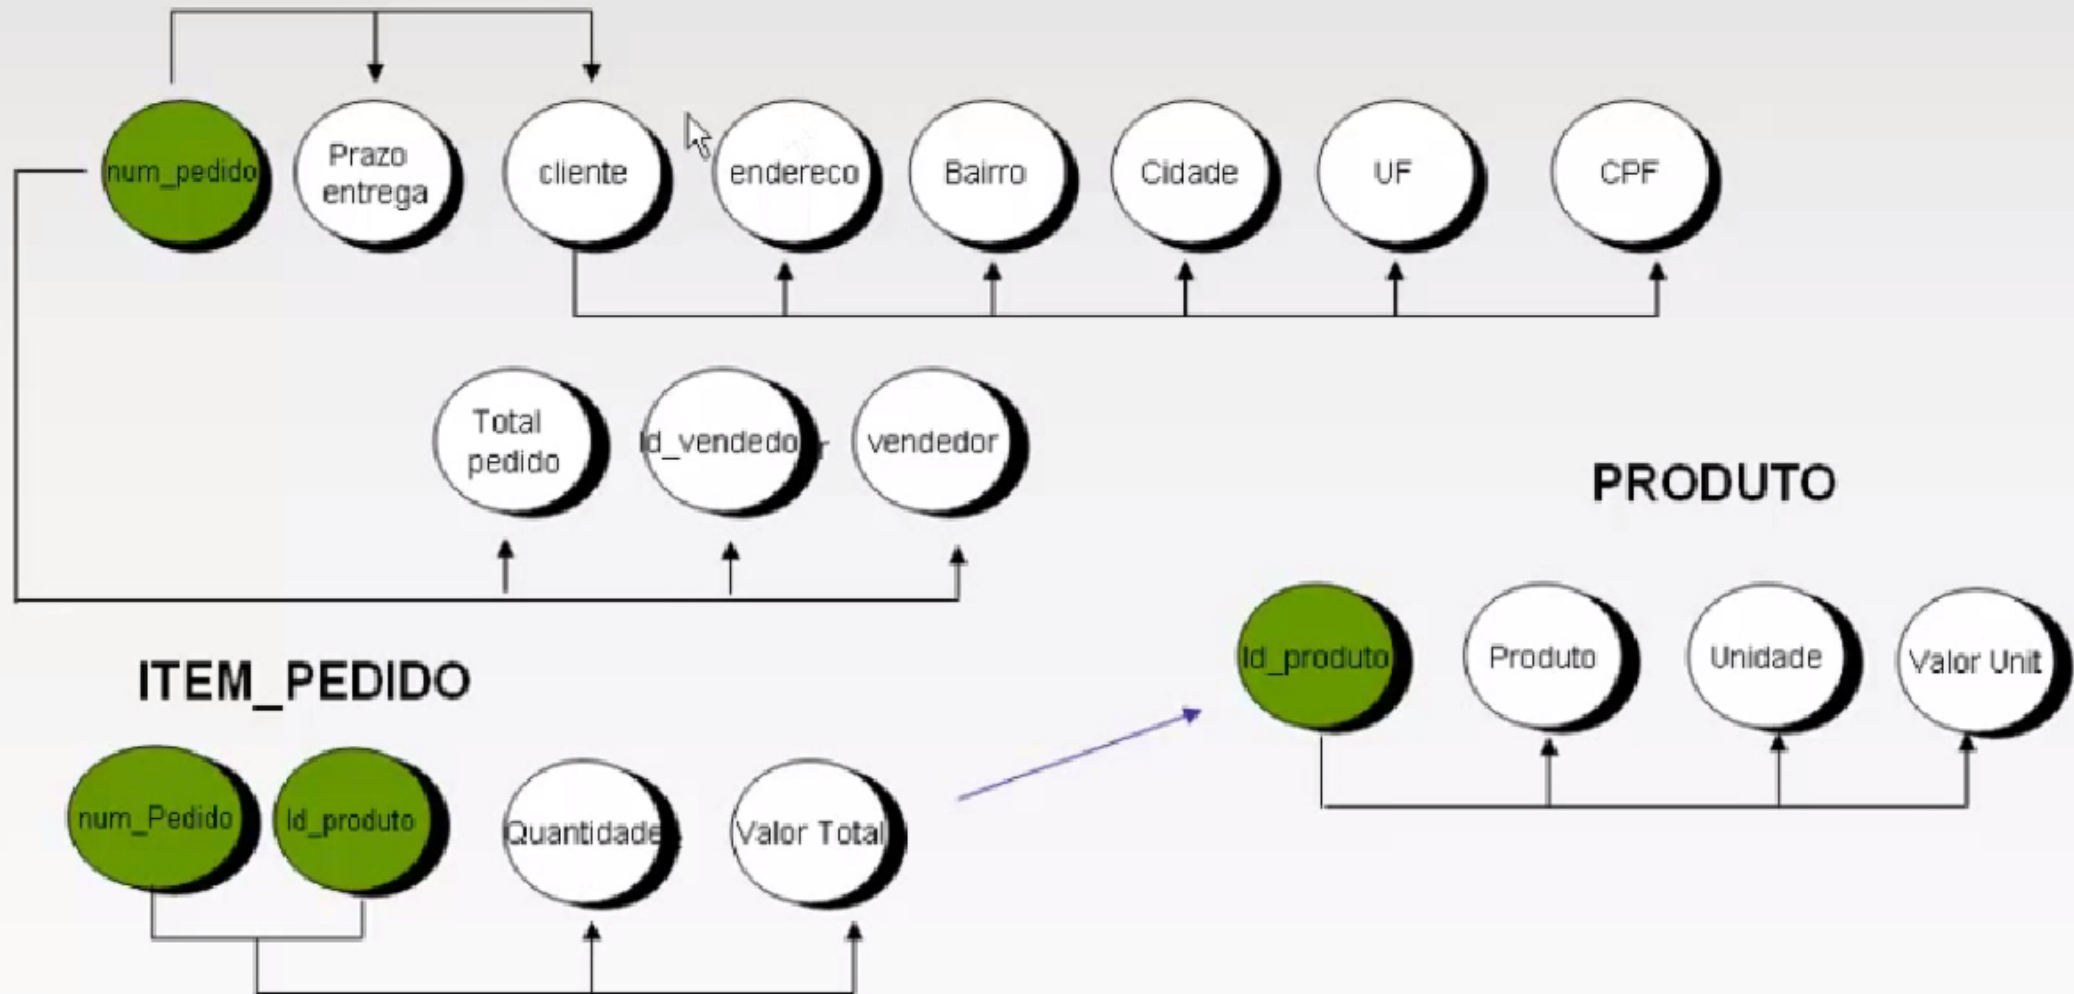 num_pedido
Prazo
entrega
cliente
endereco
Bairro
Cidade
UF
CPF
Total
pedido
Id_vendedor
vendedor
PRODUTO
Id_produto
Produto
Unidade
Valor Unit
ITEM_PEDIDO
num_Pedido
Id_produto
Quantidade
Valor Total